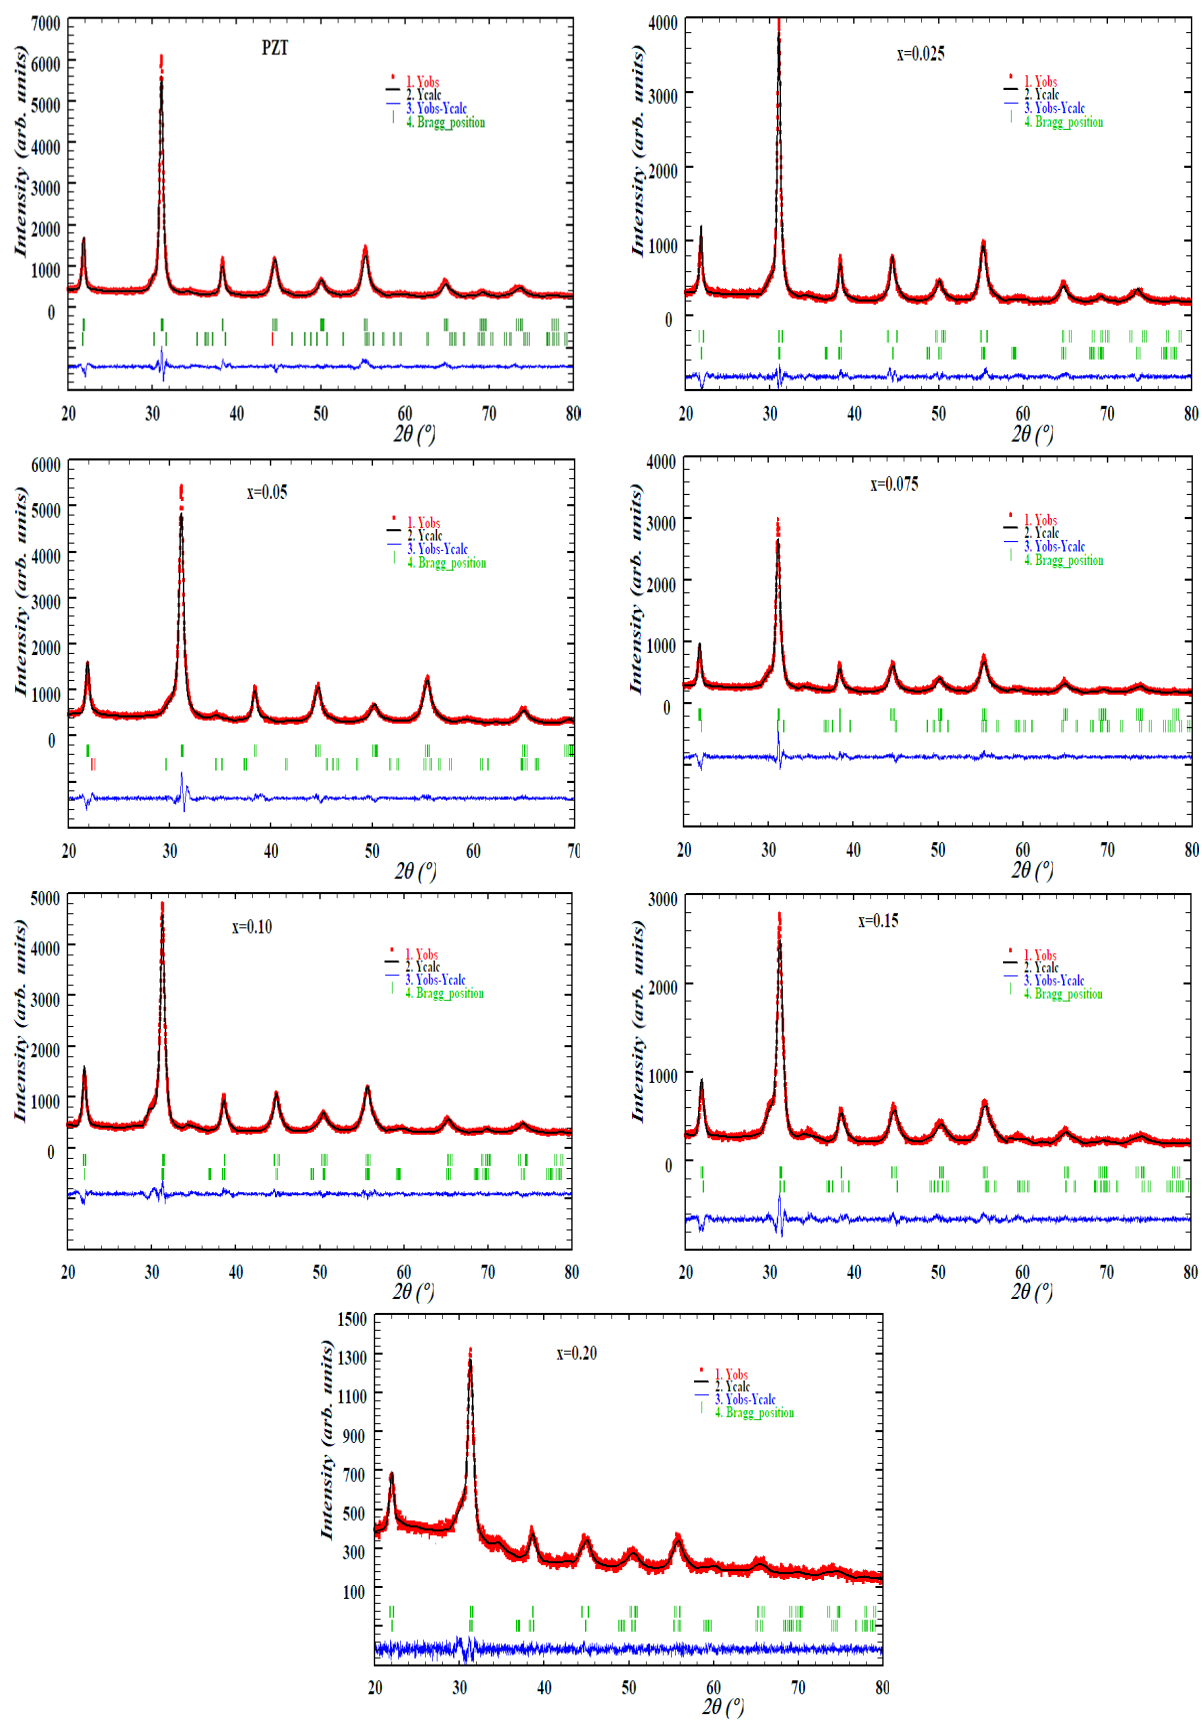 PZT
Intensity (arb. units)
7000
6000
5000
4000
3000
2000
1000
0
1. Yobs
2. Ycalc
3. Yobs-Ycalc
4. Bragg_position
20 30 40 50 60 70 80
2θ (°)
x=0.025
Intensity (arb. units)
4000
3000
2000
1000
0
1. Yobs
2. Ycalc
3. Yobs-Ycalc
4. Bragg_position
20 30 40 50 60 70 80
2θ (°)
x=0.05
Intensity (arb. units)
6000
5000
4000
3000
2000
1000
0
1. Yobs
2. Ycalc
3. Yobs-Ycalc
4. Bragg_position
20 30 40 50 60 70
2θ (°)
x=0.075
Intensity (arb. units)
4000
3000
2000
1000
0
1. Yobs
2. Ycalc
3. Yobs-Ycalc
4. Bragg_position
20 30 40 50 60 70 80
2θ (°)
x=0.10
Intensity (arb. units)
5000
4000
3000
2000
1000
0
1. Yobs
2. Ycalc
3. Yobs-Ycalc
4. Bragg_position
20 30 40 50 60 70 80
2θ (°)
x=0.15
Intensity (arb. units)
3000
2000
1000
0
1. Yobs
2. Ycalc
3. Yobs-Ycalc
4. Bragg_position
20 30 40 50 60 70 80
2θ (°)
x=0.20
Intensity (arb. units)
1500
1300
1100
900
700
500
300
100
1. Yobs
2. Ycalc
3. Yobs-Ycalc
4. Bragg_position
20 30 40 50 60 70 80
2θ (°)